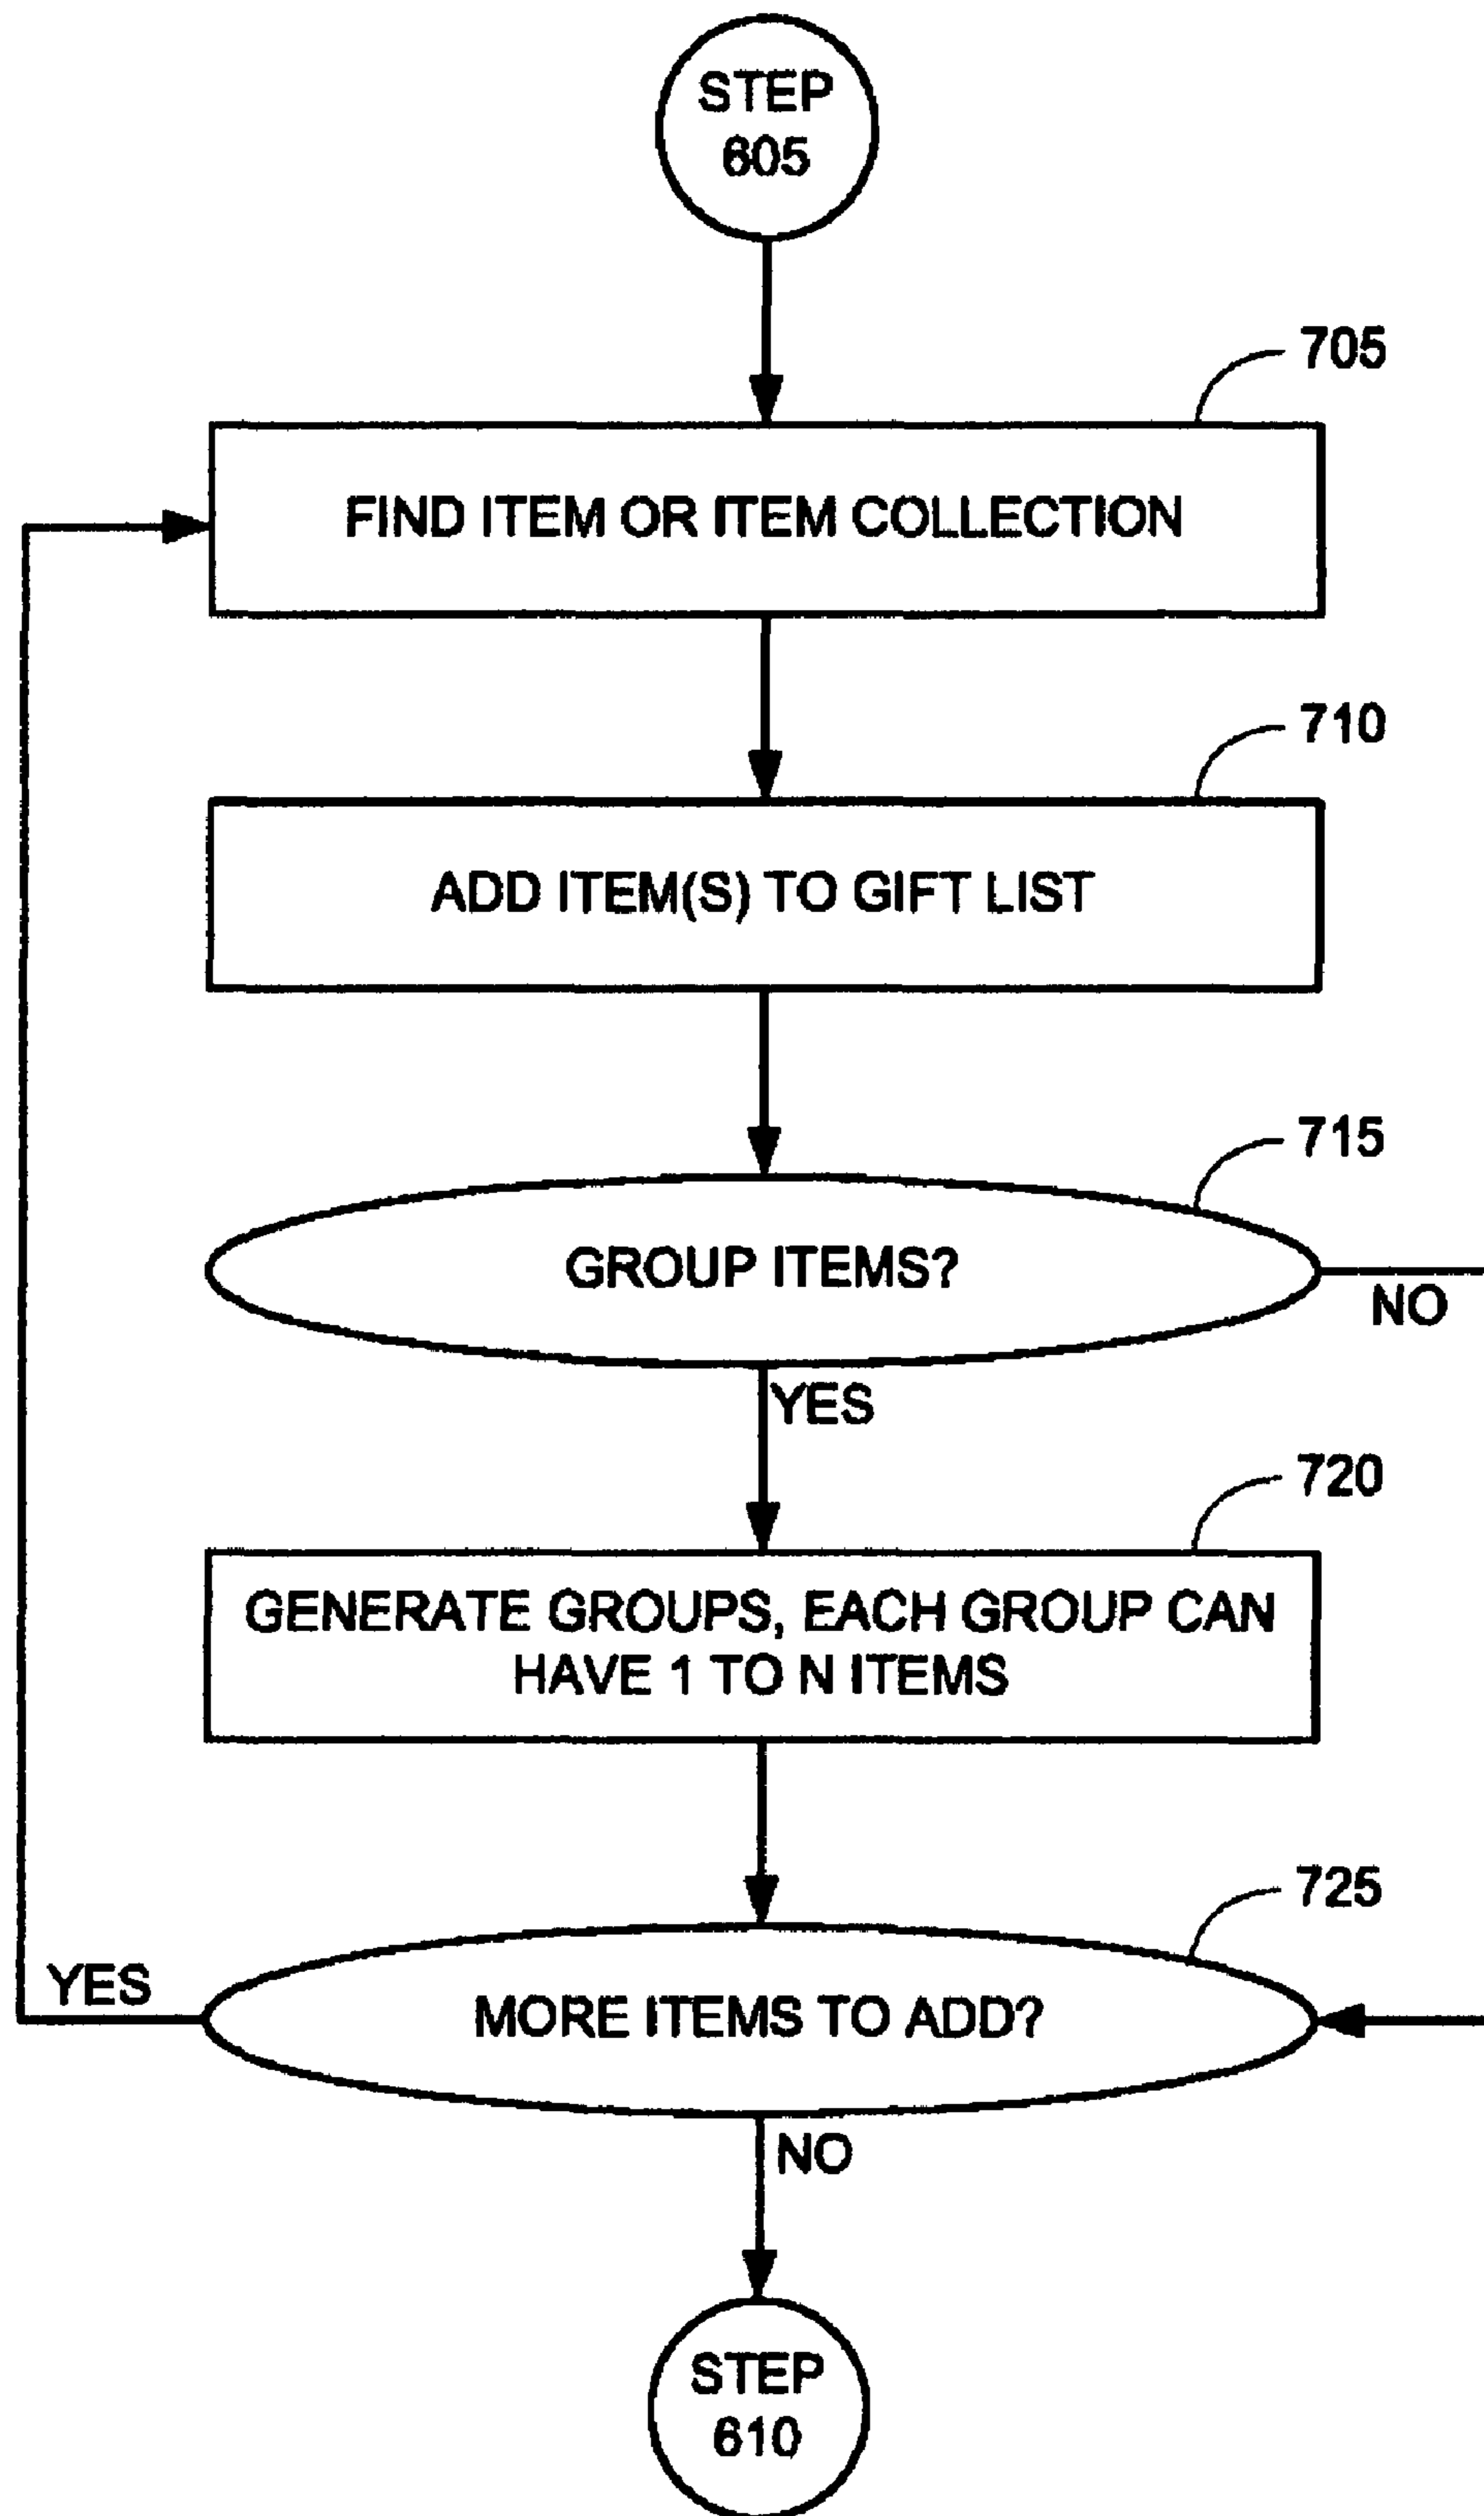 STEP
605
705
FIND ITEM OR ITEM COLLECTION
710
ADD ITEM(S) TO GIFT LIST
715
GROUP ITEMS?
NO
YES
720
GENERATE GROUPS, EACH GROUP CAN
HAVE 1 TO N ITEMS
725
YES
MORE ITEMS TO ADD?
NO
STEP
610